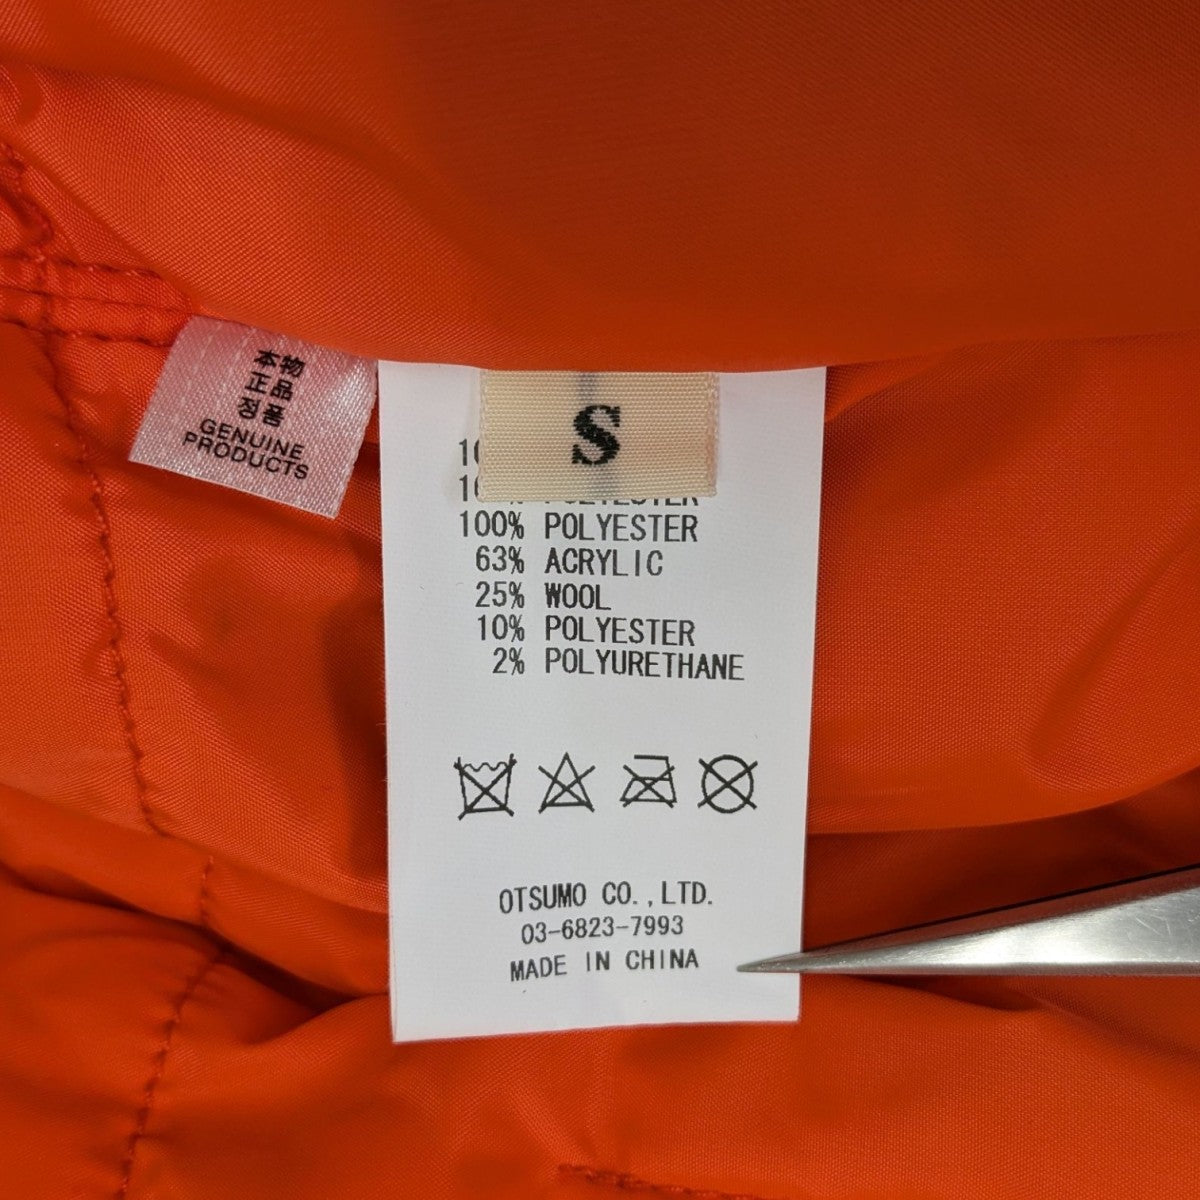 本物
正品
정품
GENUINE
PRODUCTS
S
100% POLYESTER
63% ACRYLIC
25% WOOL
10% POLYESTER
2% POLYURETHANE
OTSUMO CO.,LTD.
03-6823-7993
MADE IN CHINA